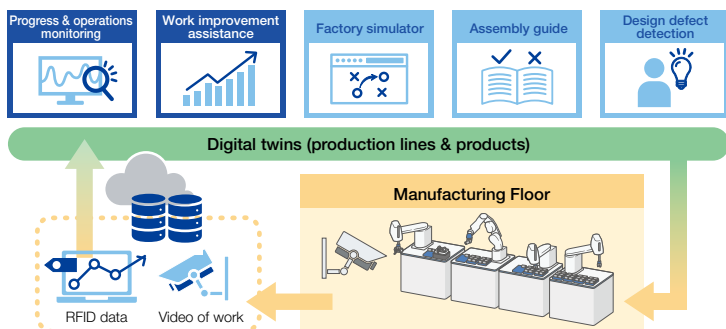 Progress & operations
monitoring
Work improvement
assistance
Factory simulator
Assembly guide
Design defect
detection
Digital twins (production lines & products)
Manufacturing Floor
RFID data
Video of work